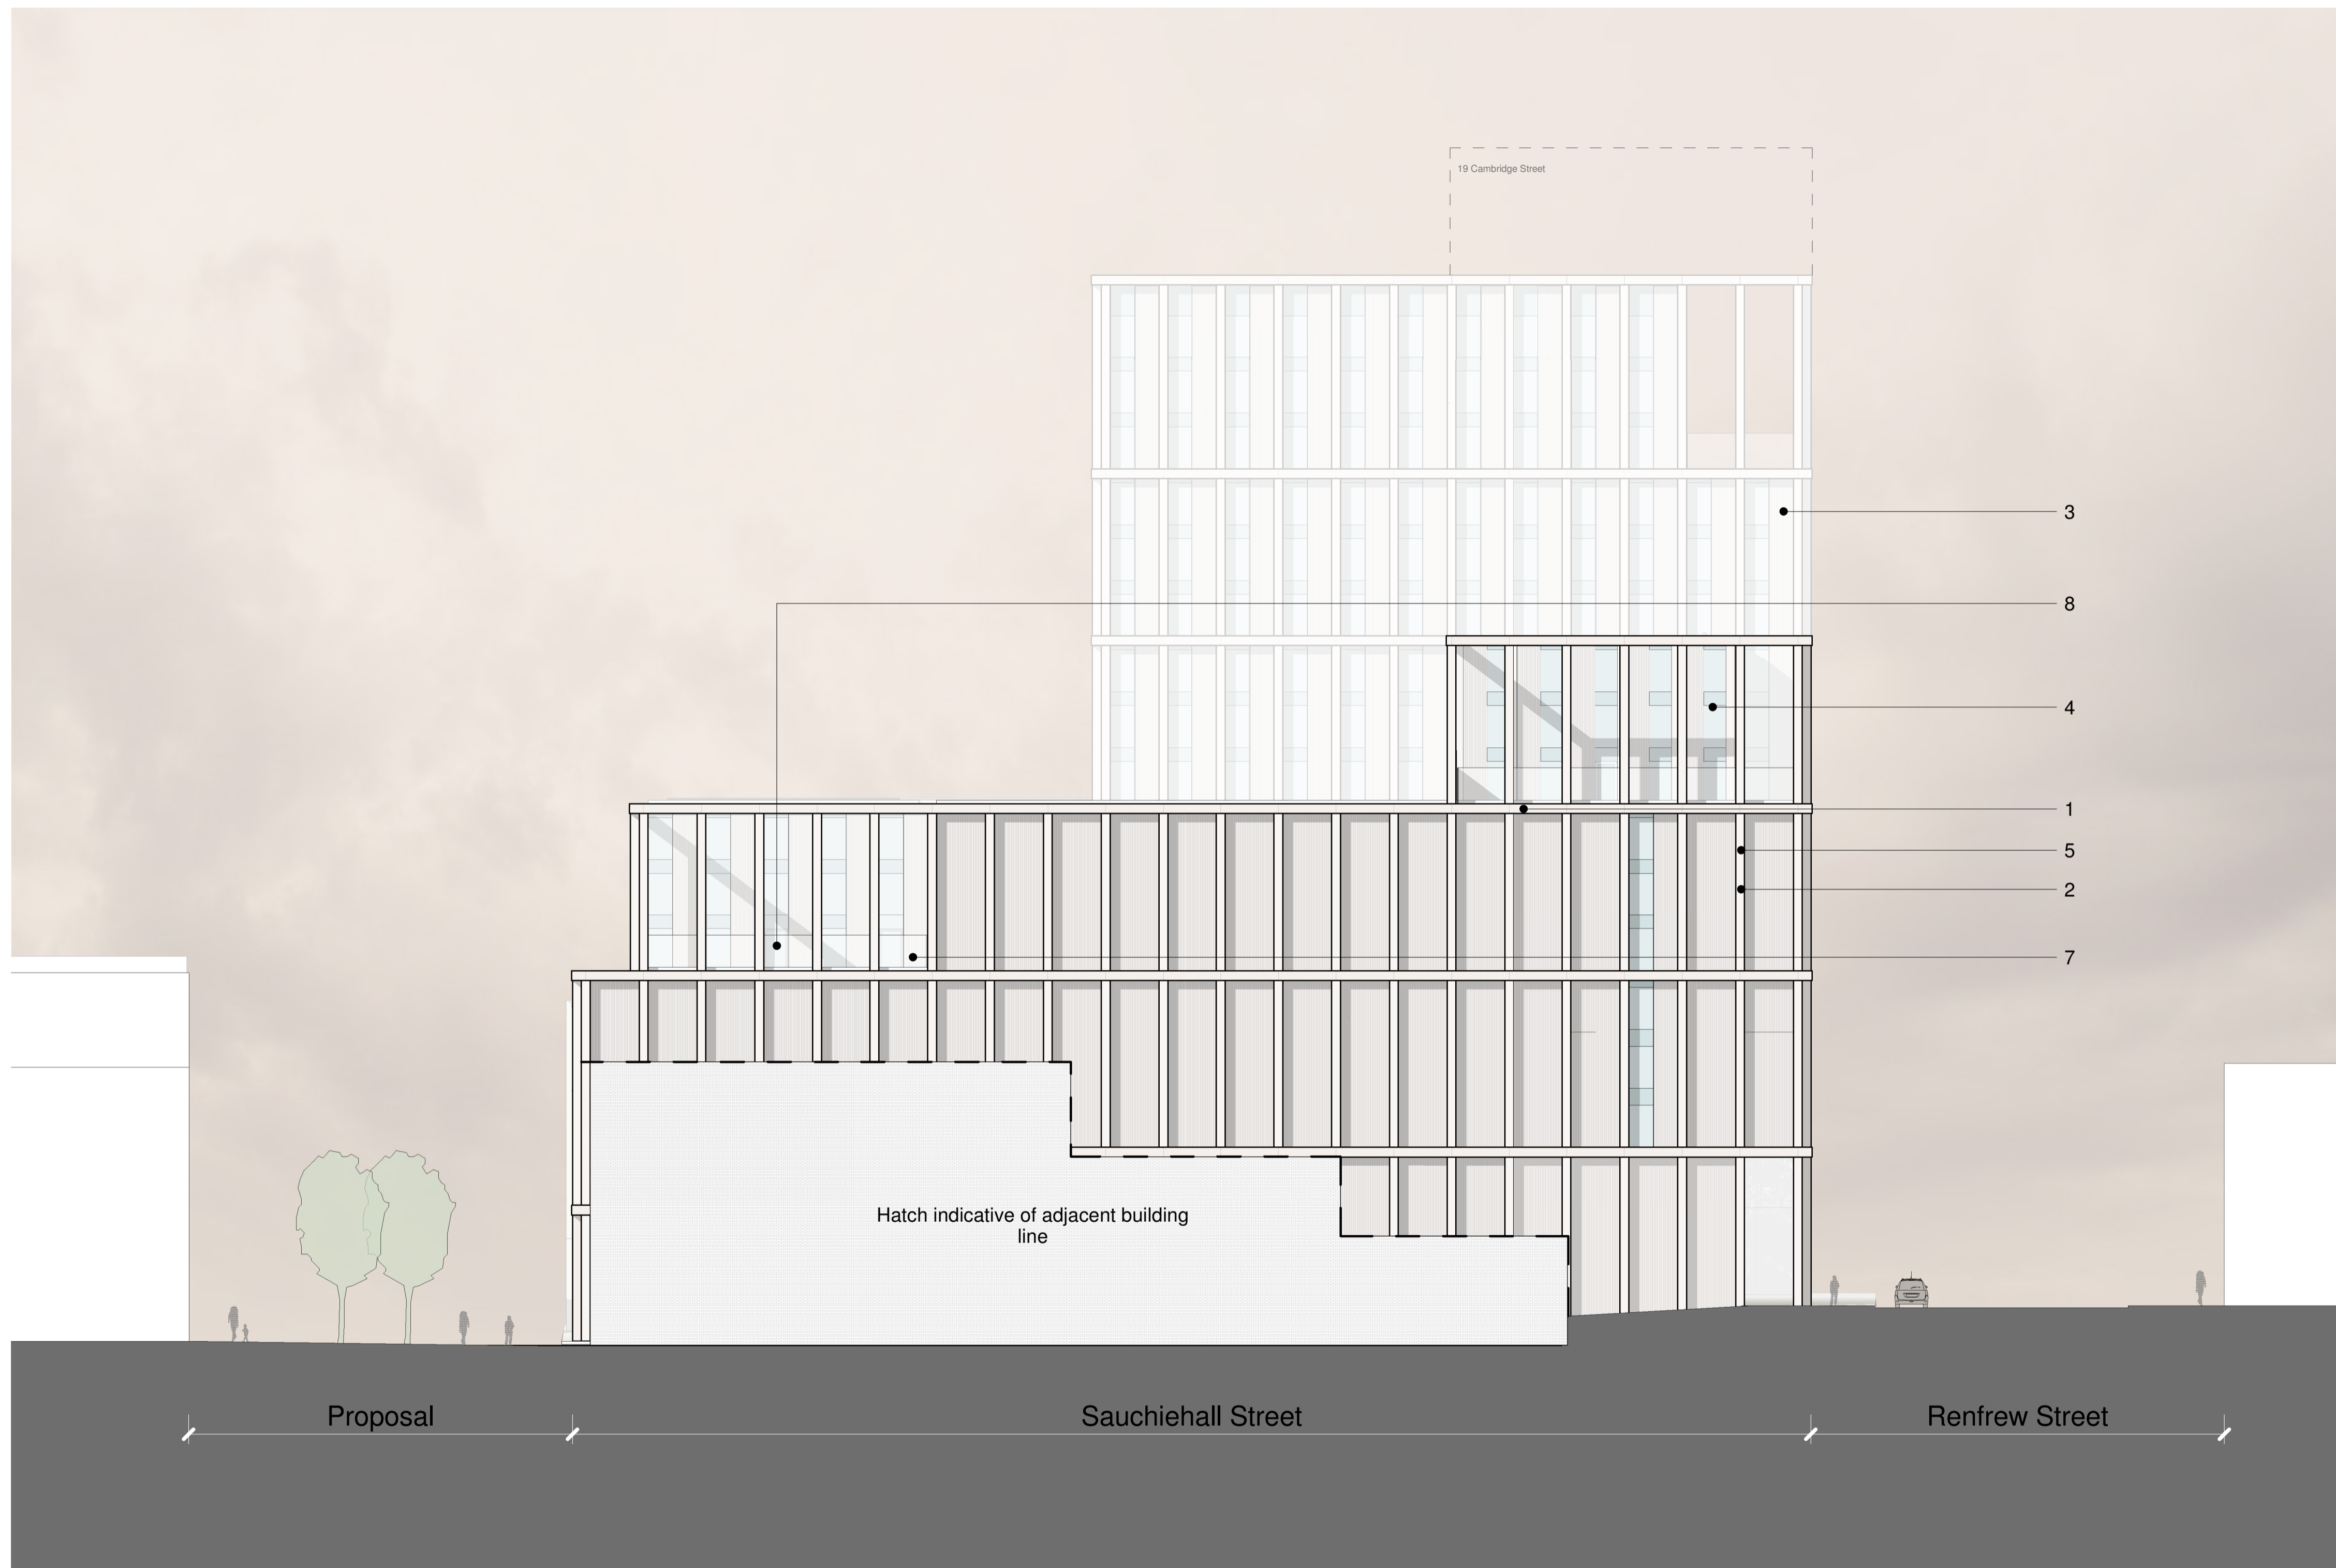 19 Cambridge Street
3
8
4
1
5
2
7
Hatch indicative of adjacent building
line
Proposal
Sauchiehall Street
Renfrew Street